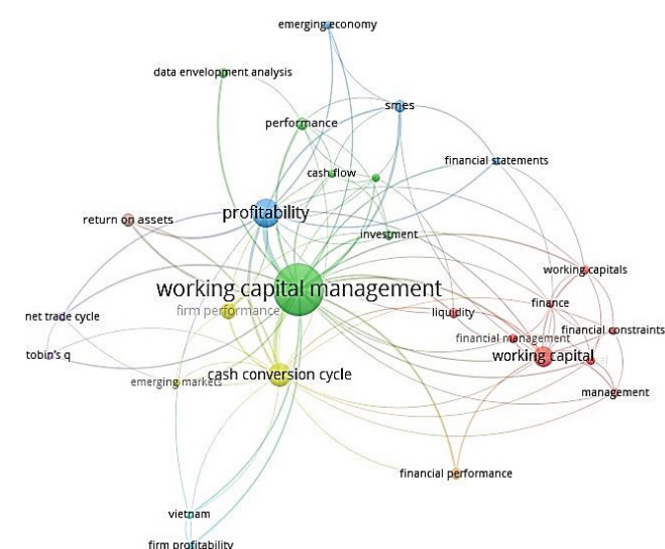 emerging economy
data envelopment analysis
smes
performance
financial statements
cash flow
profitability
return on assets
investment
working capitals
working capital management
finance
firm performance
liquidity
net trade cycle
financial constraints
financial management
tobin's q
working capital
cash conversion cycle
emerging markets
management
financial performance
vietnam
firm profitability